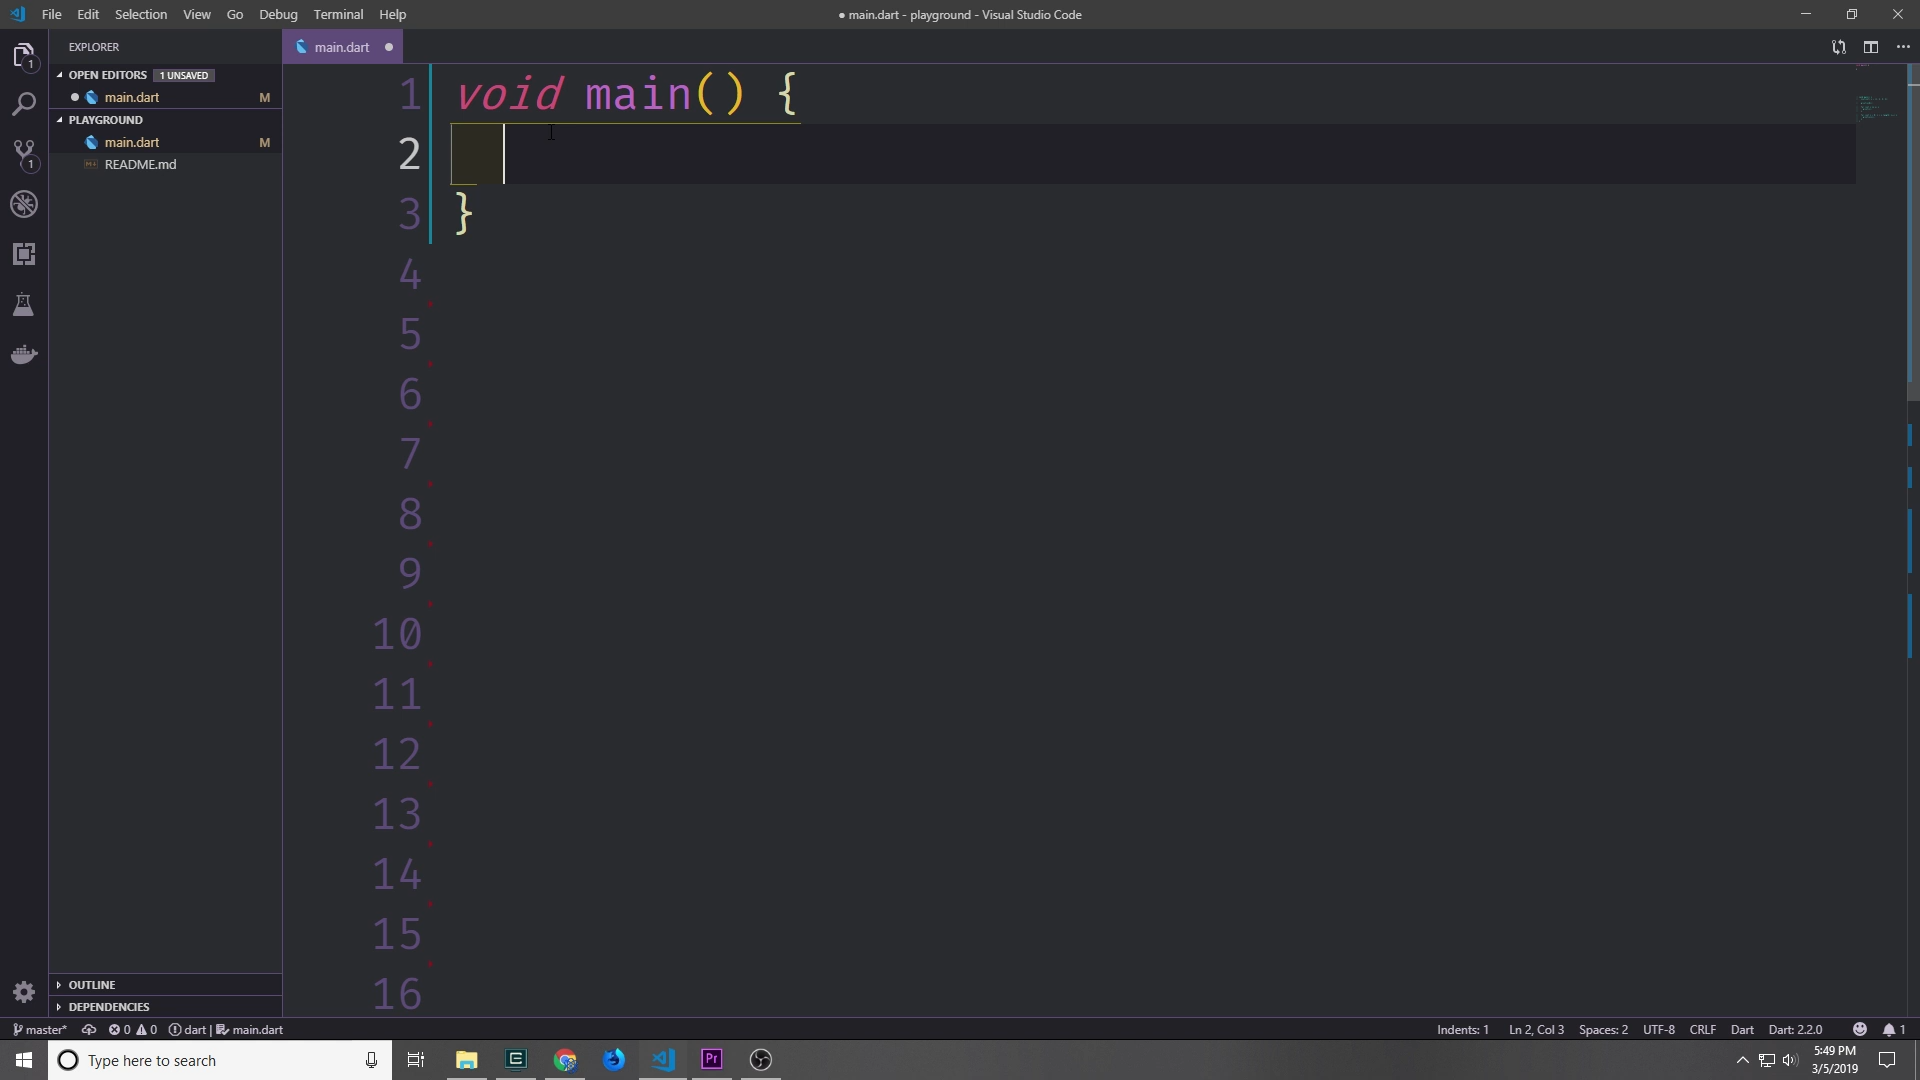 File Edit Selection View Go Debug Terminal Help
● main.dart - playground - Visual Studio Code
EXPLORER
main.dart
OPEN EDITORS 1 UNSAVED
main.dart M
PLAYGROUND
main.dart M
README.md
1 void main() {
2
3 }
4
5
6
7
8
9
10
11
12
13
14
15
16
1
1
OUTLINE
DEPENDENCIES
master* 0 0 dart | main.dart
Indents: 1 Ln 2, Col 3 Spaces: 2 UTF-8 CRLF Dart Dart: 2.2.0 1
Type here to search
Pr
5:49 PM
3/5/2019